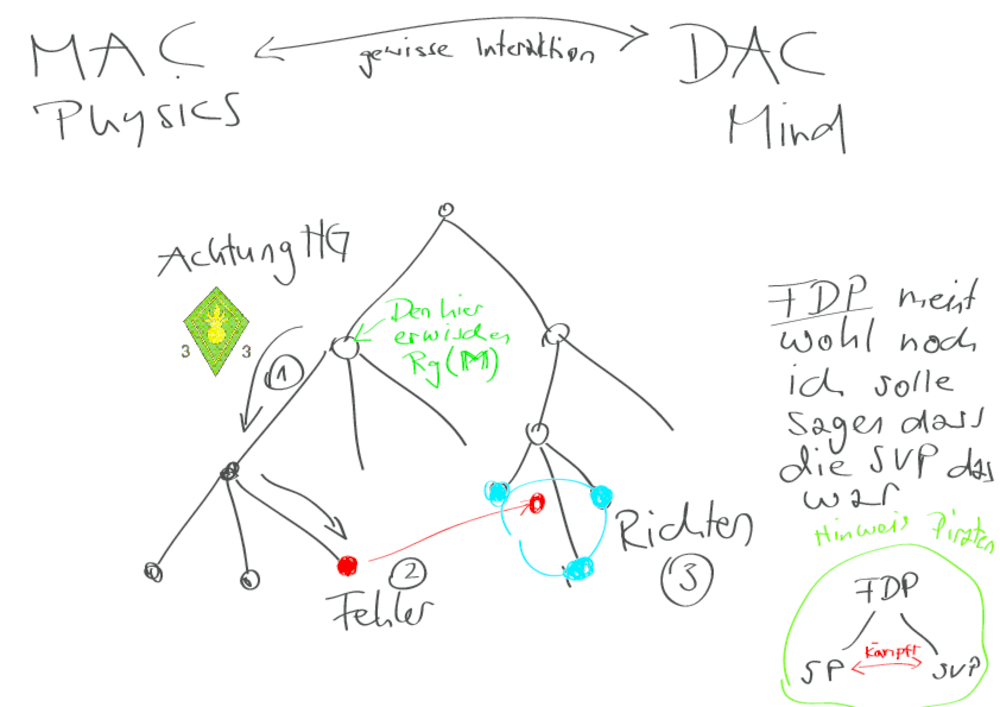 MAC
gewisse Interaktion
DAC
Physics
Mind
Achtung HG
3 3
1
Den hier
erwischen
Rg(M)
FDP meint
wohl noch
ich solle
sagen dass
die SVP das
war
Richten
3
2
Fehler
Hinweis Piraten
FDP
kämpft
SP SVP